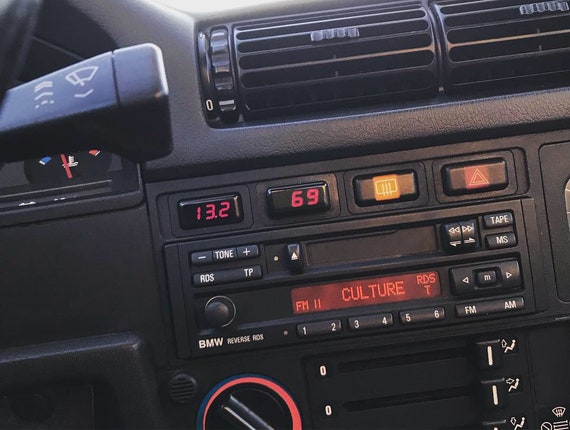 0
13.2
69
− TONE +
TAPE
MS
RDS TP
FM II CULTURE RDS
T
m
1 2 3 4 5 6
FM AM
BMW REVERSE RDS
0
0